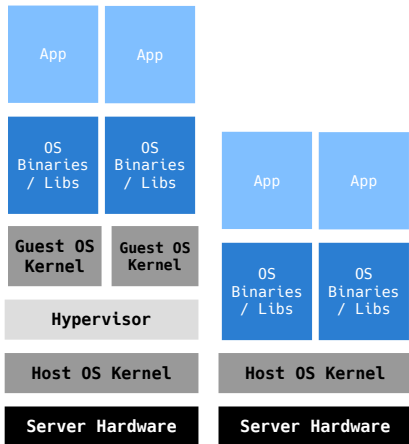 App
App
OS
Binaries
/ Libs
OS
Binaries
/ Libs
Guest OS
Kernel
Guest OS
Kernel
Hypervisor
Host OS Kernel
Server Hardware
App
App
OS
Binaries
/ Libs
OS
Binaries
/ Libs
Host OS Kernel
Server Hardware